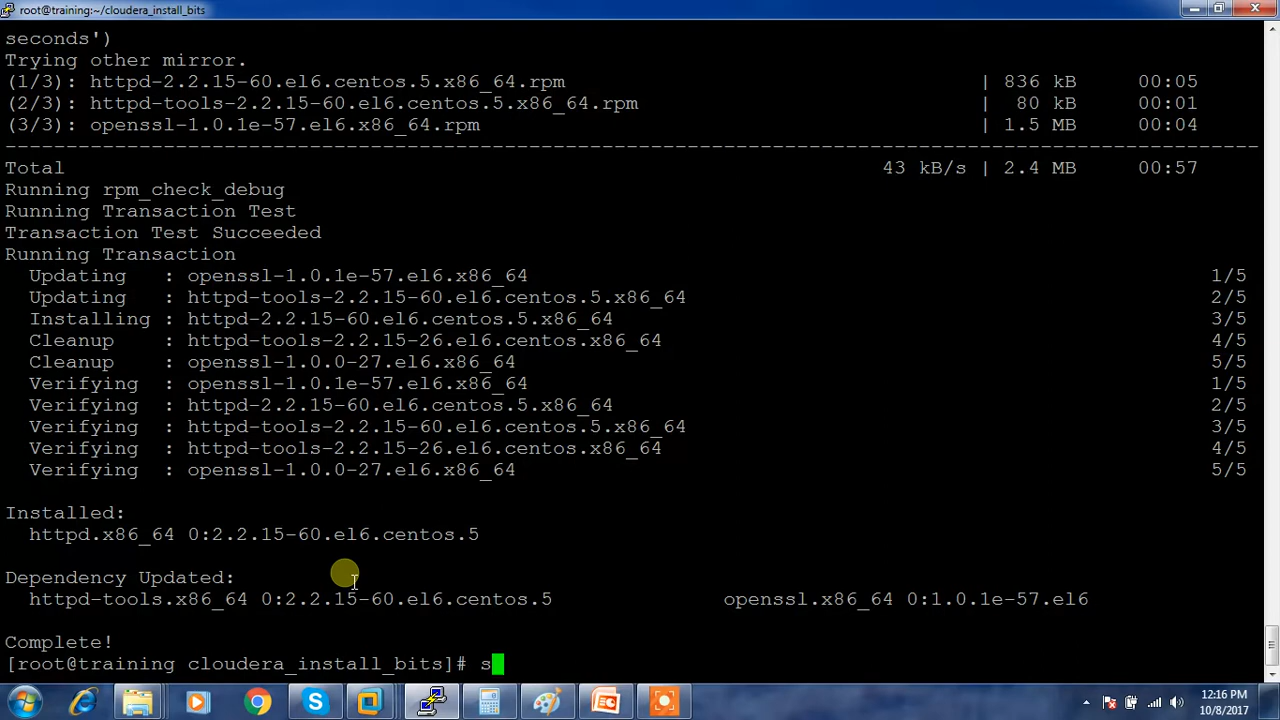 root@training:~/cloudera_install_bits
seconds')
Trying other mirror.
(1/3): httpd-2.2.15-60.el6.centos.5.x86_64.rpm | 836 kB 00:05
(2/3): httpd-tools-2.2.15-60.el6.centos.5.x86_64.rpm | 80 kB 00:01
(3/3): openssl-1.0.1e-57.el6.x86_64.rpm | 1.5 MB 00:04
--------------------------------------------------------------------------------
Total 43 kB/s | 2.4 MB 00:57
Running rpm_check_debug
Running Transaction Test
Transaction Test Succeeded
Running Transaction
Updating : openssl-1.0.1e-57.el6.x86_64 1/5
Updating : httpd-tools-2.2.15-60.el6.centos.5.x86_64 2/5
Installing : httpd-2.2.15-60.el6.centos.5.x86_64 3/5
Cleanup : httpd-tools-2.2.15-26.el6.centos.x86_64 4/5
Cleanup : openssl-1.0.0-27.el6.x86_64 5/5
Verifying : openssl-1.0.1e-57.el6.x86_64 1/5
Verifying : httpd-2.2.15-60.el6.centos.5.x86_64 2/5
Verifying : httpd-tools-2.2.15-60.el6.centos.5.x86_64 3/5
Verifying : httpd-tools-2.2.15-26.el6.centos.x86_64 4/5
Verifying : openssl-1.0.0-27.el6.x86_64 5/5
Installed:
httpd.x86_64 0:2.2.15-60.el6.centos.5
Dependency Updated:
httpd-tools.x86_64 0:2.2.15-60.el6.centos.5 openssl.x86_64 0:1.0.1e-57.el6
Complete!
[root@training cloudera_install_bits]# s
12:16 PM
10/8/2017